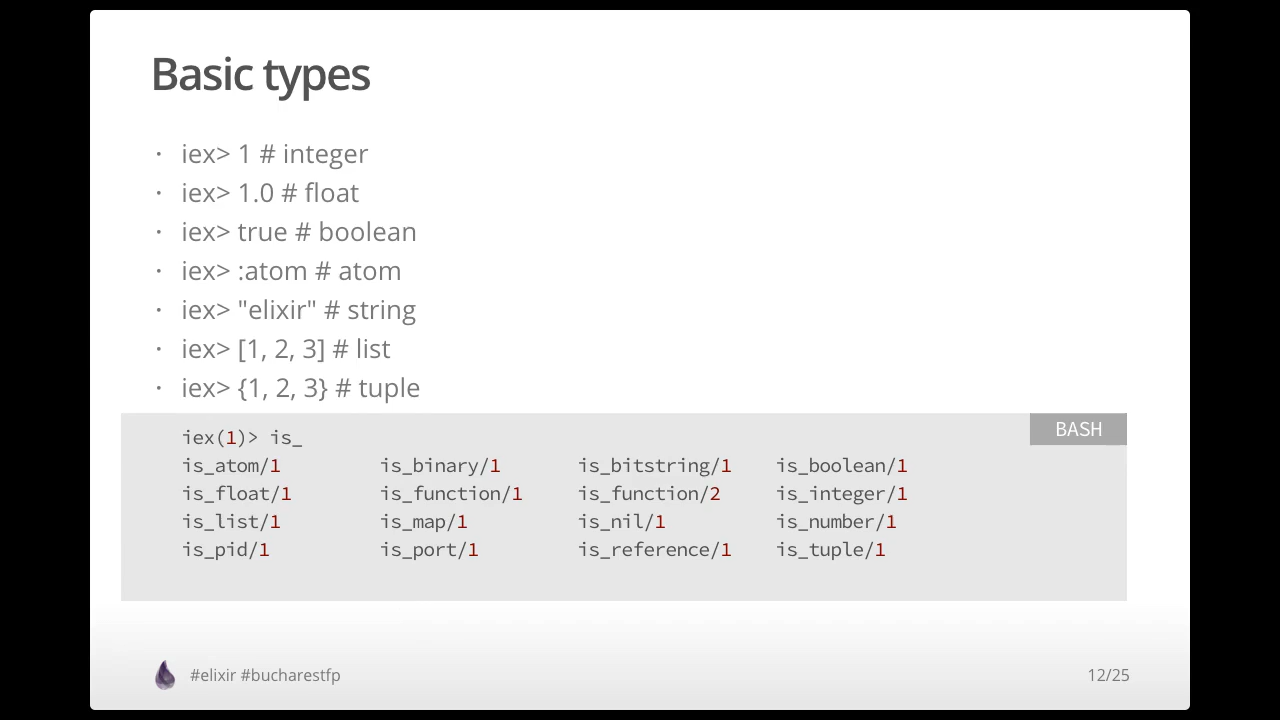 Basic types
· iex> 1 # integer
· iex> 1.0 # float
· iex> true # boolean
· iex> :atom # atom
· iex> "elixir" # string
· iex> [1, 2, 3] # list
· iex> {1, 2, 3} # tuple
BASH
iex(1)> is_
is_atom/1 is_binary/1 is_bitstring/1 is_boolean/1
is_float/1 is_function/1 is_function/2 is_integer/1
is_list/1 is_map/1 is_nil/1 is_number/1
is_pid/1 is_port/1 is_reference/1 is_tuple/1
#elixir #bucharestfp 12/25